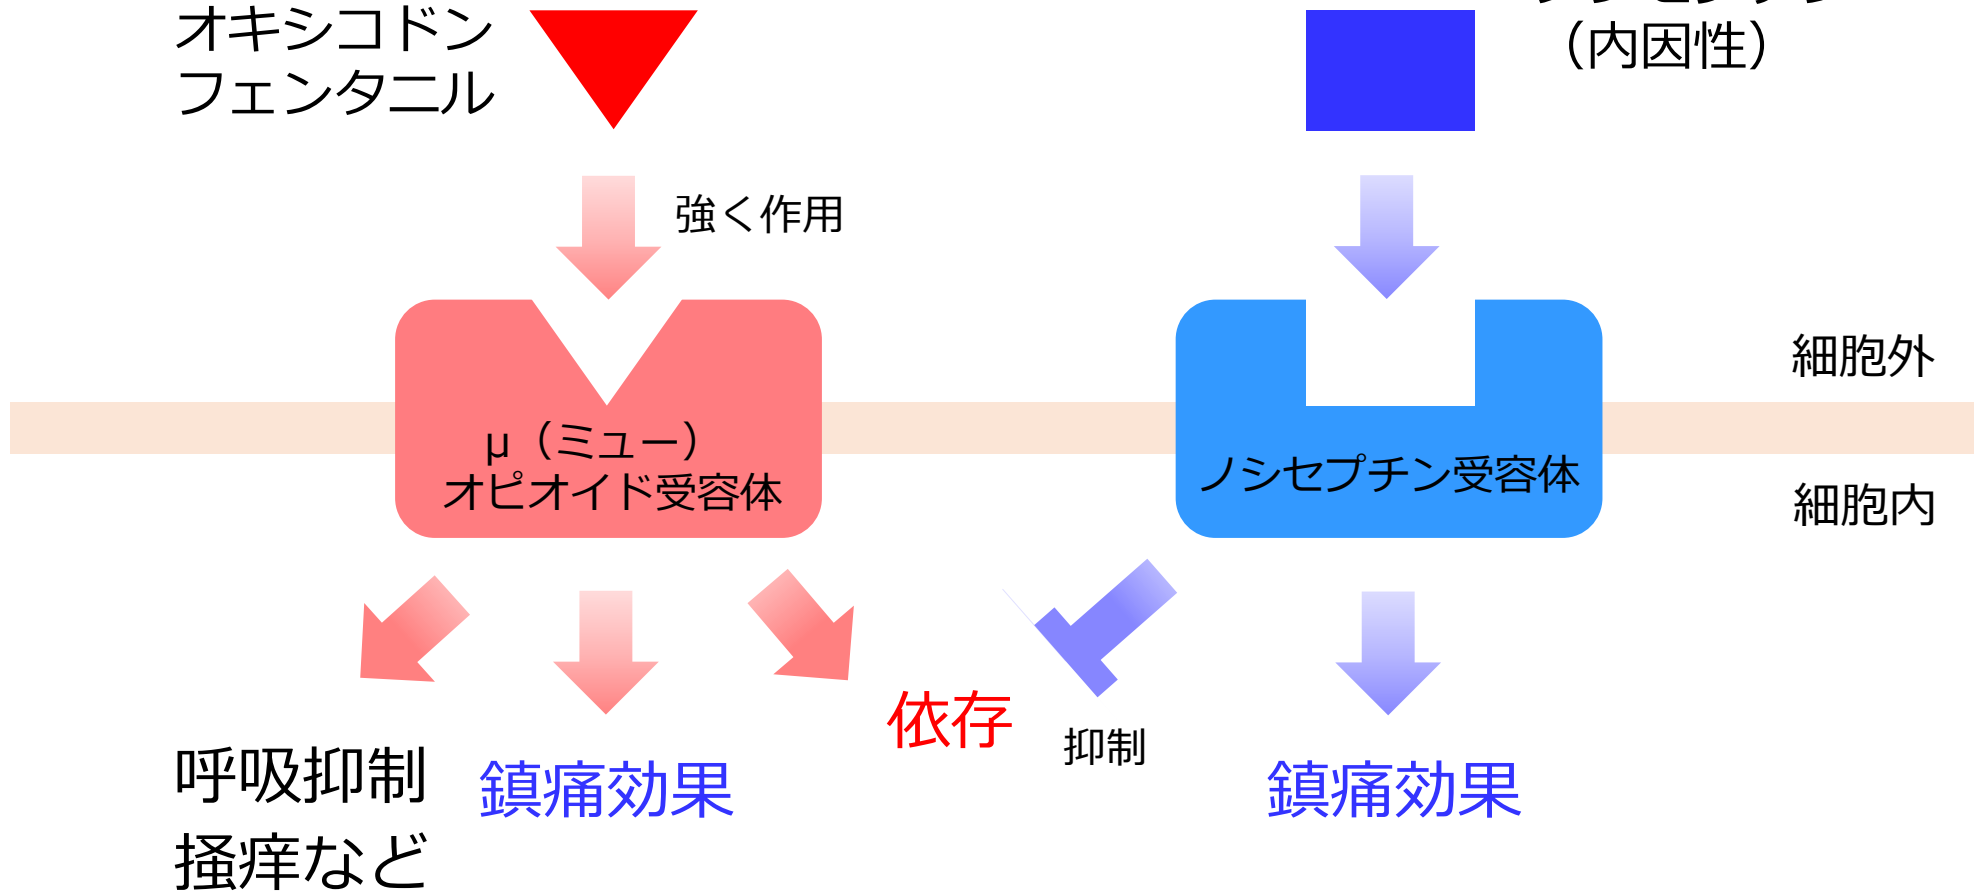 オキシコドン
フェンタニル
（内因性）
強く作用
細胞外
μ（ミュー）
オピオイド受容体
ノシセプチン受容体
細胞内
依存
抑制
呼吸抑制
掻痒など
鎮痛効果
鎮痛効果